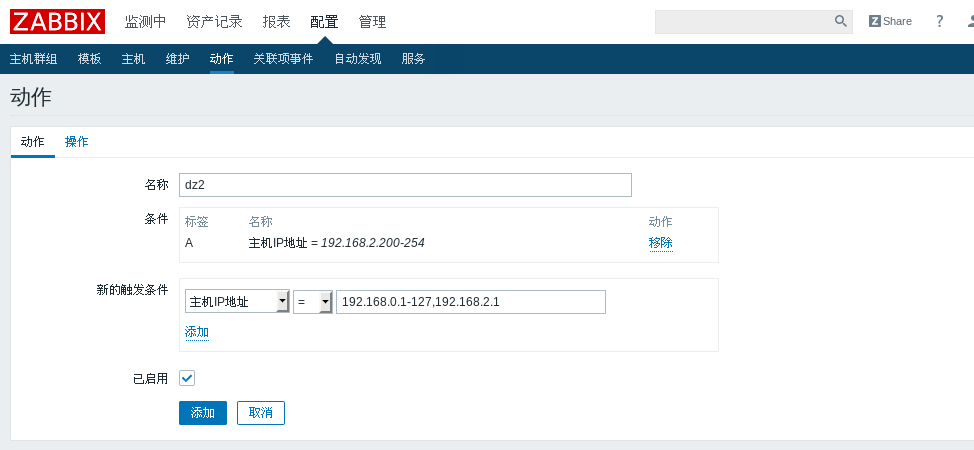 ZABBIX 监测中 资产记录 报表 配置 管理 Z Share ?
主机群组 模板 主机 维护 动作 关联项事件 自动发现 服务
动作
动作 操作
名称 dz2
条件 标签 名称 动作
A 主机IP地址 = 192.168.2.200-254 移除
新的触发条件
主机IP地址 = 192.168.0.1-127,192.168.2.1
添加
已启用
添加 取消